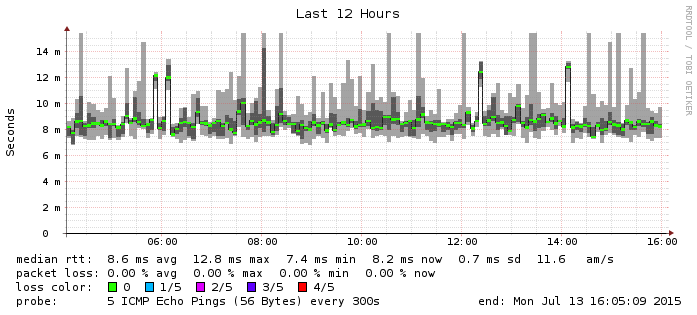 Last 12 Hours
RRDTOOL / TOBI OETIKER
Seconds
14 m
12 m
10 m
8 m
6 m
4 m
2 m
0
06:00 08:00 10:00 12:00 14:00 16:00
median rtt: 8.6 ms avg 12.8 ms max 7.4 ms min 8.2 ms now 0.7 ms sd 11.6 am/s
packet loss: 0.00 % avg 0.00 % max 0.00 % min 0.00 % now
loss color: 0 1/5 2/5 3/5 4/5
probe: 5 ICMP Echo Pings (56 Bytes) every 300s end: Mon Jul 13 16:05:09 2015